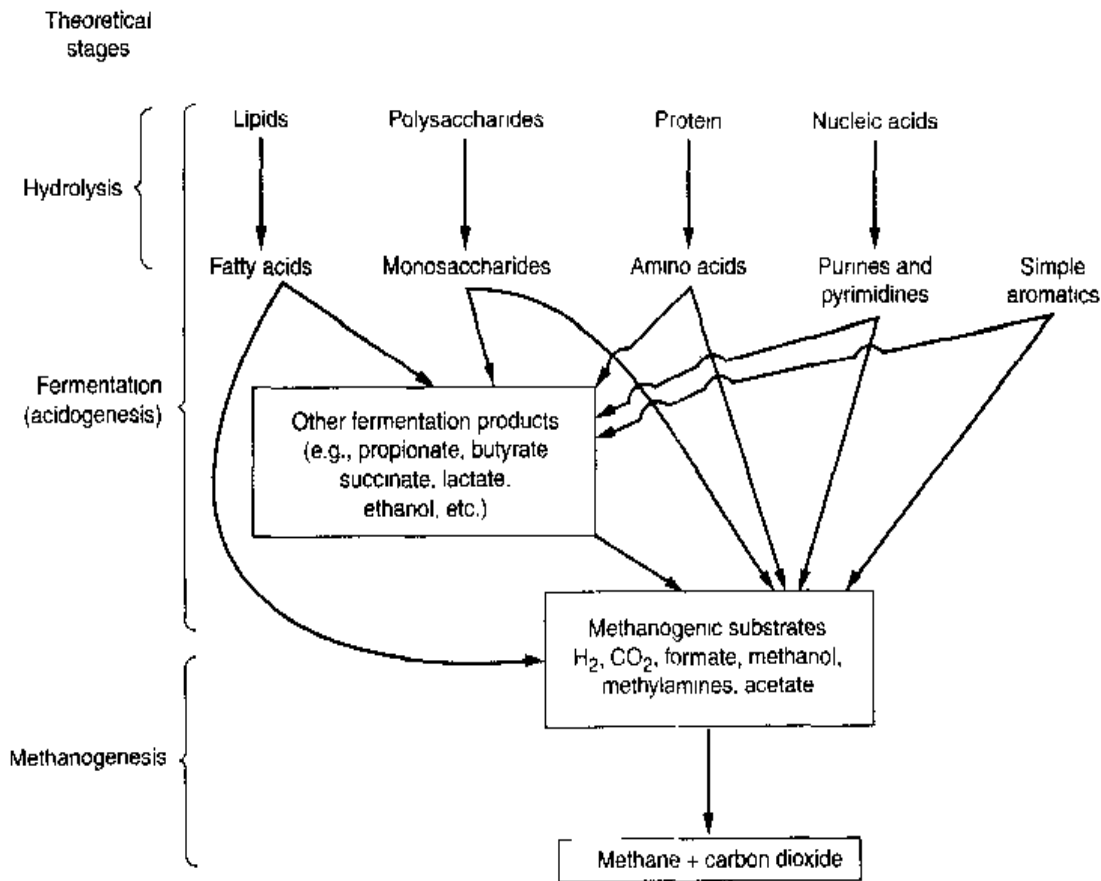 Theoretical
stages
Lipids
Polysaccharides
Protein
Nucleic acids
Hydrolysis
Fatty acids
Monosaccharides
Amino acids
Purines and
pyrimidines
Simple
aromatics
Fermentation
(acidogenesis)
Other fermentation products
(e.g., propionate, butyrate
succinate, lactate,
ethanol, etc.)
Methanogenic substrates
H₂, CO₂, formate, methanol,
methylamines, acetate
Methanogenesis
Methane + carbon dioxide